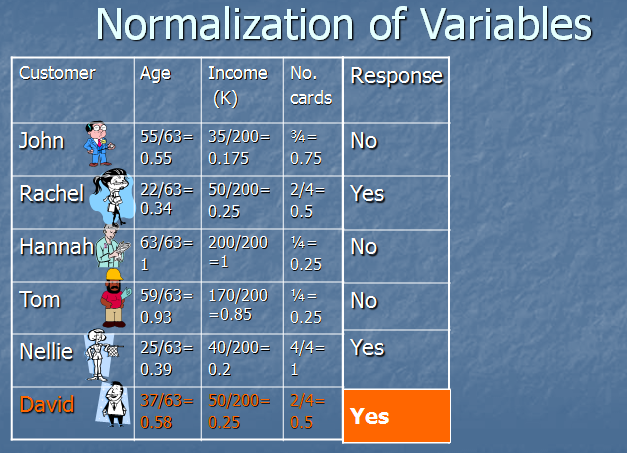 Normalization of Variables
Customer Age Income (K) No. cards Response
John 55/63= 0.55 35/200= 0.175 ¾= 0.75 No
Rachel 22/63= 0.34 50/200= 0.25 2/4= 0.5 Yes
Hannah 63/63= 1 200/200 =1 ¼= 0.25 No
Tom 59/63= 0.93 170/200 =0.85 ¼= 0.25 No
Nellie 25/63= 0.39 40/200= 0.2 4/4= 1 Yes
David 37/63= 0.58 50/200= 0.25 2/4= 0.5 Yes